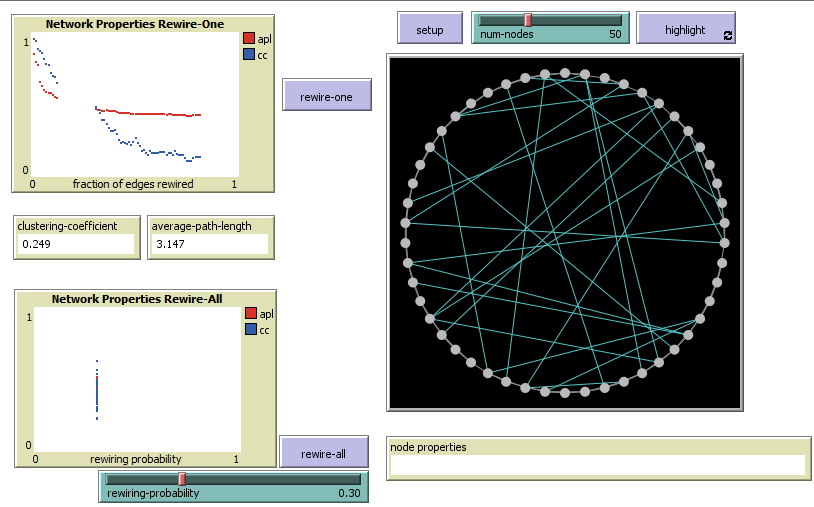 Network Properties Rewire-One
1
apl
cc
0
0
fraction of edges rewired
1
setup
num-nodes
50
highlight
rewire-one
clustering-coefficient
0.249
average-path-length
3.147
Network Properties Rewire-All
1
apl
cc
0
0
rewiring probability
1
rewire-all
rewiring-probability
0.30
node properties